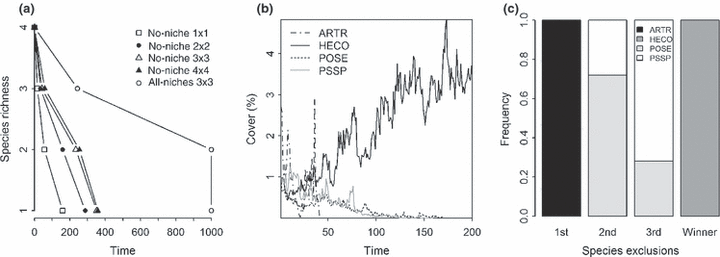 (a)
Species richness
4
3
2
1
No-niche 1x1
No-niche 2x2
No-niche 3x3
No-niche 4x4
All-niches 3x3
0 200 400 600 800 1000
Time
(b)
Cover (%)
5
4
3
2
1
ARTR
HECO
POSE
PSSP
50 100 150 200
Time
(c)
Frequency
1.0
0.8
0.6
0.4
0.2
0.0
ARTR
HECO
POSE
PSSP
1st 2nd 3rd Winner
Species exclusions